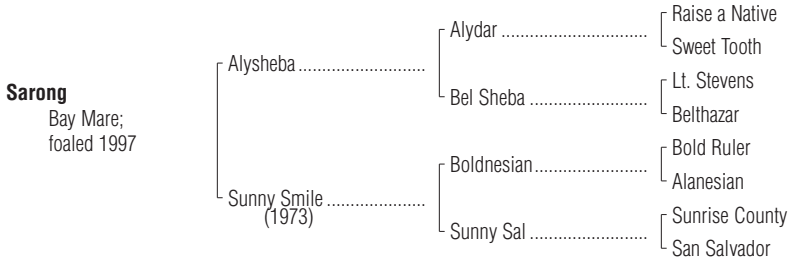 Sarong
Bay Mare;
foaled 1997
Alysheba ..........................
Sunny Smile ....................
(1973)
Alydar ..............................
Bel Sheba ........................
Boldnesian .......................
Sunny Sal ........................
Raise a Native
Sweet Tooth
Lt. Stevens
Belthazar
Bold Ruler
Alanesian
Sunrise County
San Salvador